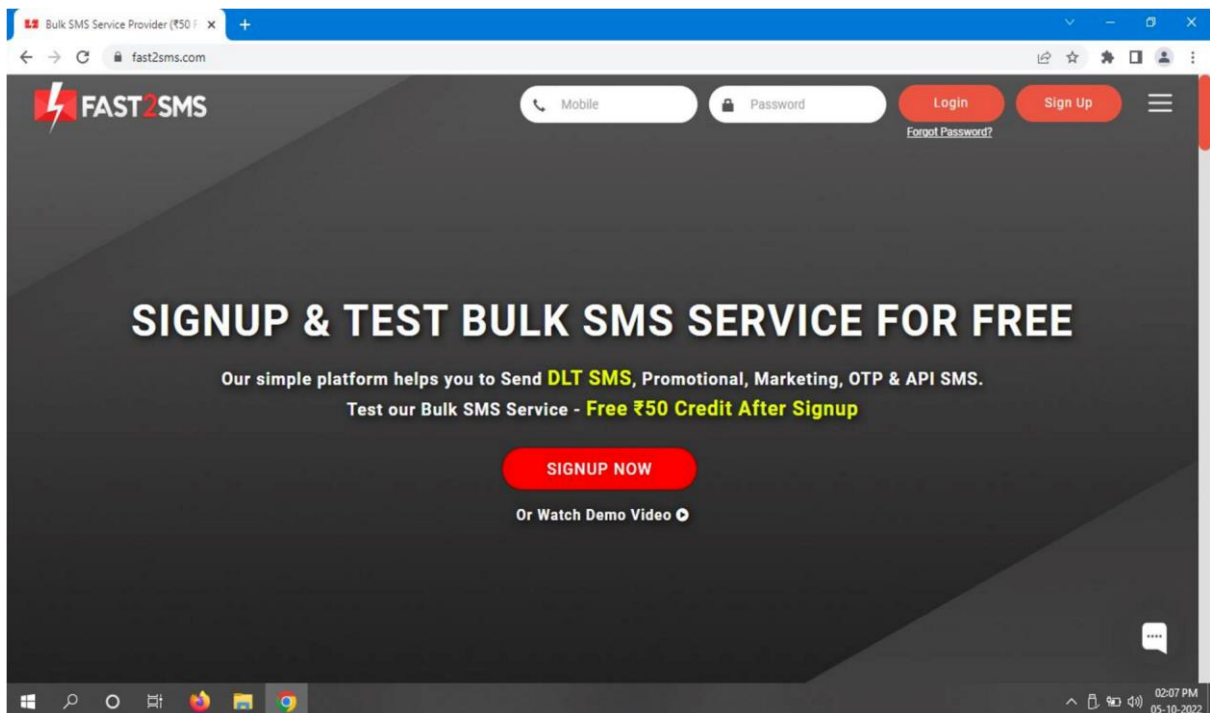 Bulk SMS Service Provider (₹50 F
fast2sms.com
FAST2SMS
Mobile
Password
Login
Sign Up
Forgot Password?
SIGNUP & TEST BULK SMS SERVICE FOR FREE
Our simple platform helps you to Send DLT SMS, Promotional, Marketing, OTP & API SMS.
Test our Bulk SMS Service - Free ₹50 Credit After Signup
SIGNUP NOW
Or Watch Demo Video
02:07 PM
05-10-2022